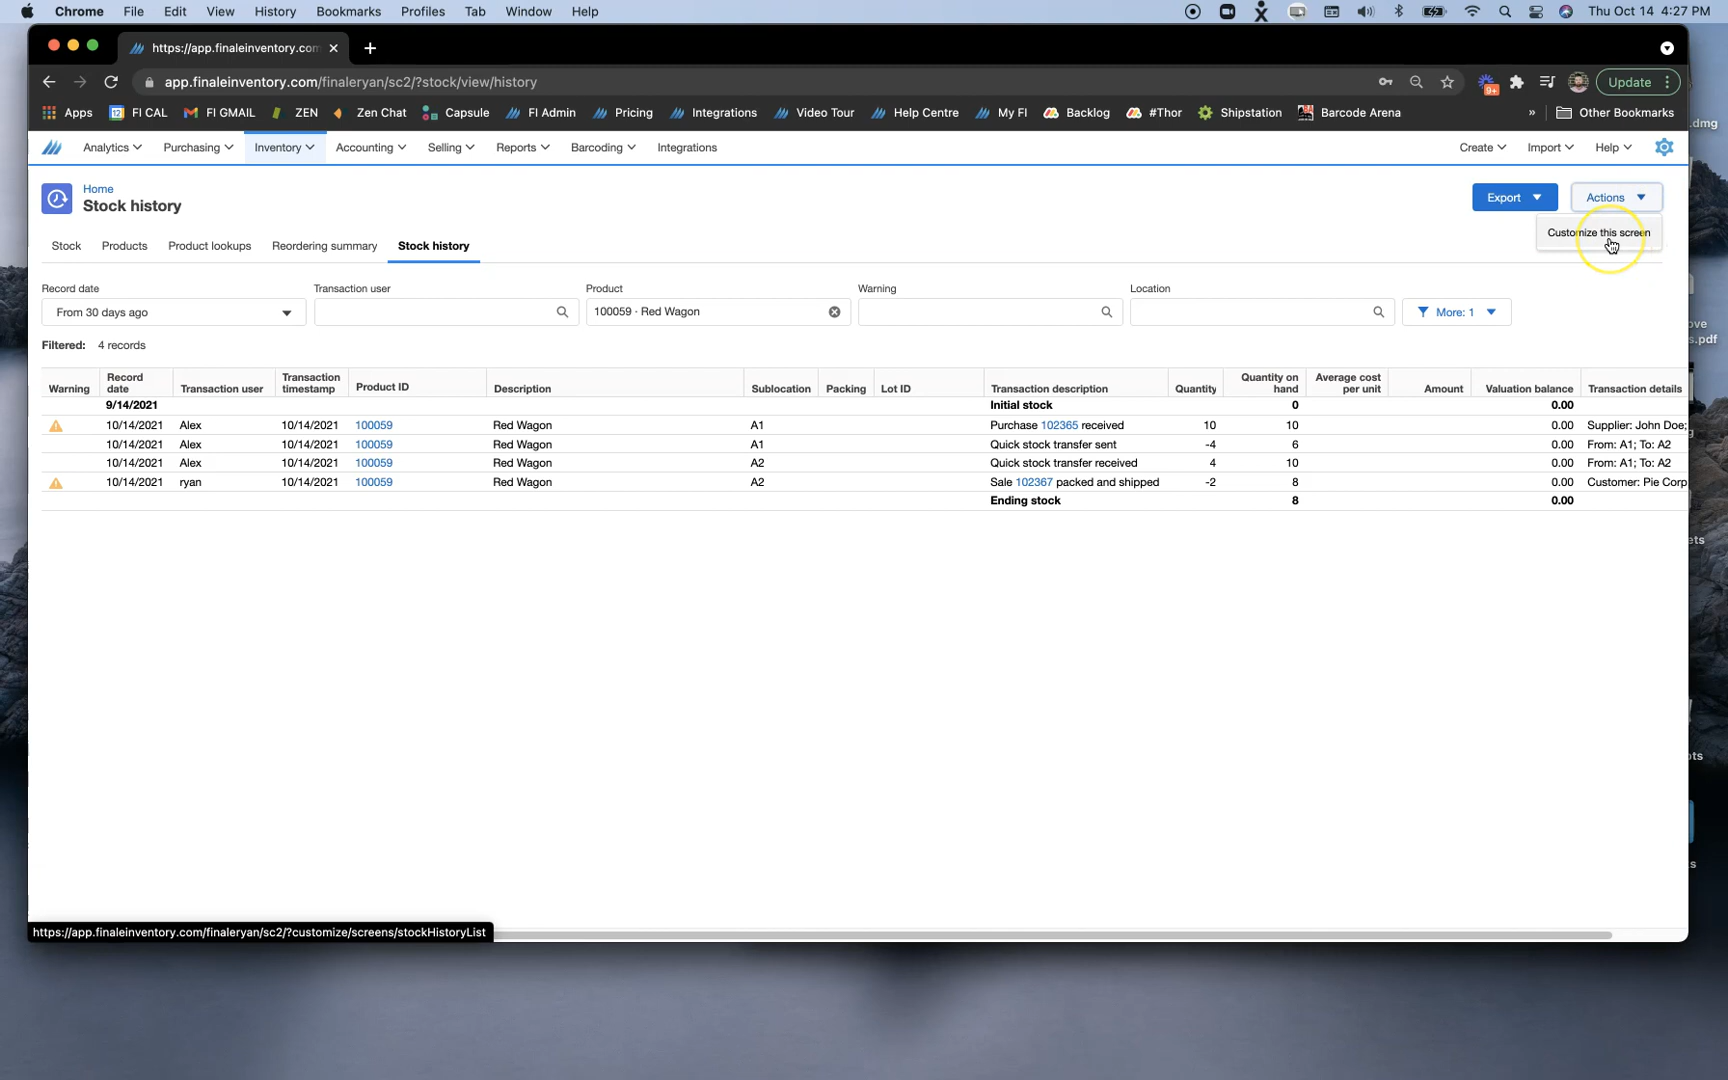 Chrome File Edit View History Bookmarks Profiles Tab Window Help Thu Oct 14 4:27 PM
https://app.finaleinventory.com
app.finaleinventory.com/finaleryan/sc2/?stock/view/history 9+ Update
Apps 12 FI CAL FI GMAIL ZEN Zen Chat Capsule FI Admin Pricing Integrations Video Tour Help Centre My FI Backlog #Thor Shipstation Barcode Arena » Other Bookmarks
.dmg
Analytics Purchasing Inventory Accounting Selling Reports Barcoding Integrations Create Import Help
Home
Stock history
Export Actions
Customize this screen
Stock Products Product lookups Reordering summary Stock history
Record date Transaction user Product Warning Location
From 30 days ago 100059 - Red Wagon More: 1
ove
s.pdf
Filtered: 4 records
Warning Record date Transaction user Transaction timestamp Product ID Description Sublocation Packing Lot ID Transaction description Quantity Quantity on hand Average cost per unit Amount Valuation balance Transaction details
9/14/2021 Initial stock 0 0.00
10/14/2021 Alex 10/14/2021 100059 Red Wagon A1 Purchase 102365 received 10 10 0.00 Supplier: John Doe;
10/14/2021 Alex 10/14/2021 100059 Red Wagon A1 Quick stock transfer sent -4 6 0.00 From: A1; To: A2
10/14/2021 Alex 10/14/2021 100059 Red Wagon A2 Quick stock transfer received 4 10 0.00 From: A1; To: A2
10/14/2021 ryan 10/14/2021 100059 Red Wagon A2 Sale 102367 packed and shipped -2 8 0.00 Customer: Pie Corp
Ending stock 8 0.00
ets
ots
s
https://app.finaleinventory.com/finaleryan/sc2/?customize/screens/stockHistoryList